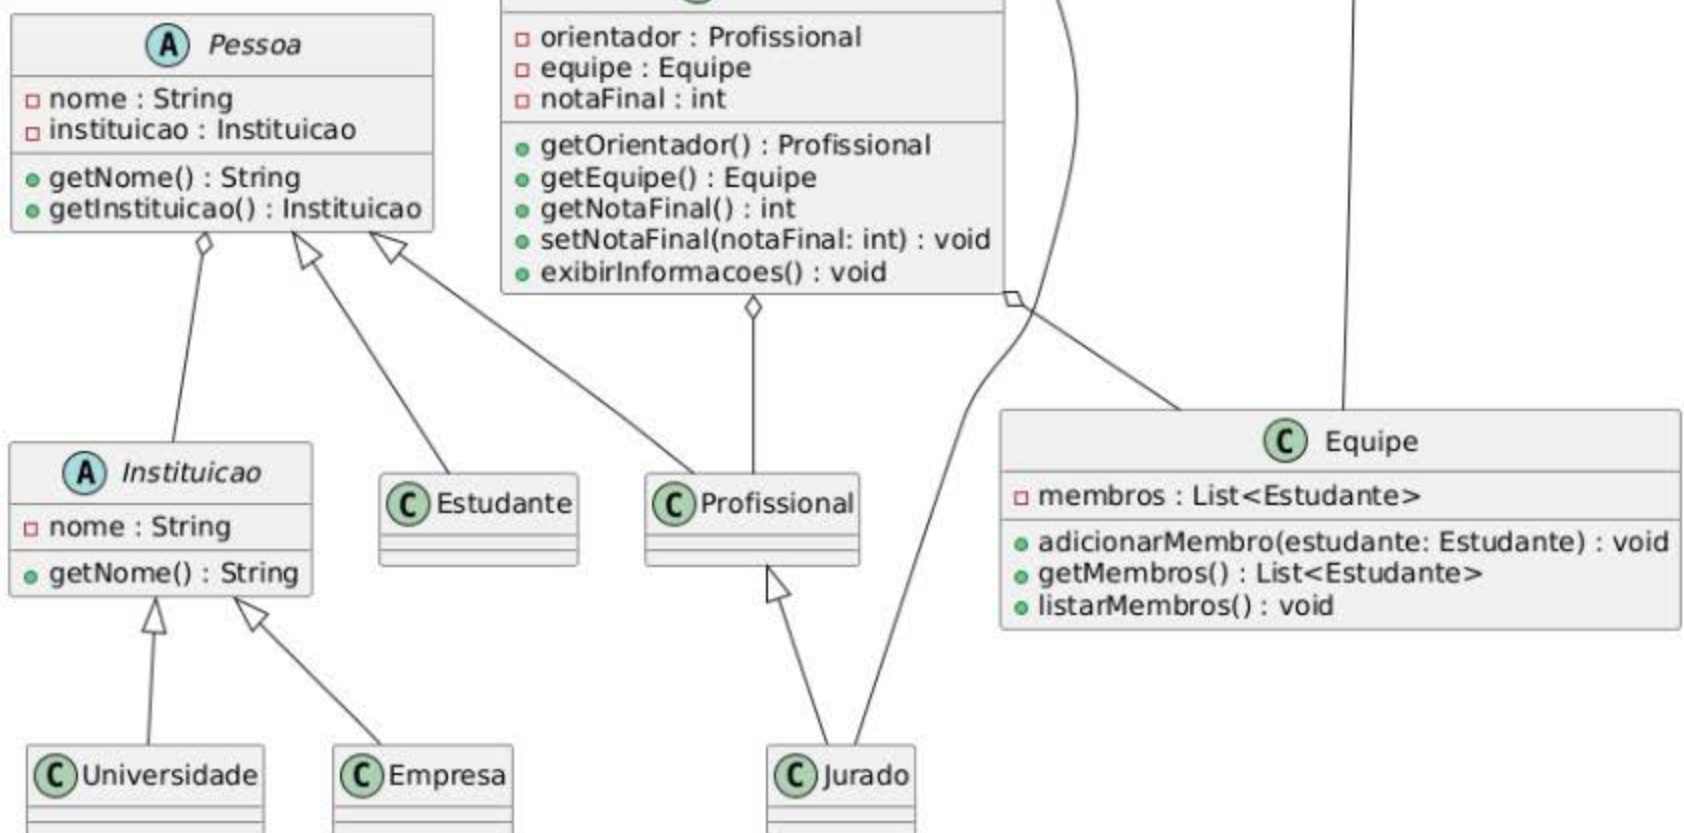 A Pessoa
nome : String
instituicao : Instituicao
getNome() : String
getInstituicao() : Instituicao
orientador : Profissional
equipe : Equipe
notaFinal : int
getOrientador() : Profissional
getEquipe() : Equipe
getNotaFinal() : int
setNotaFinal(notaFinal: int) : void
exibirInformacoes() : void
A Instituicao
nome : String
getNome() : String
C Estudante
C Profissional
C Equipe
membros : List<Estudante>
adicionarMembro(estudante: Estudante) : void
getMembros() : List<Estudante>
listarMembros() : void
C Universidade
C Empresa
C Jurado